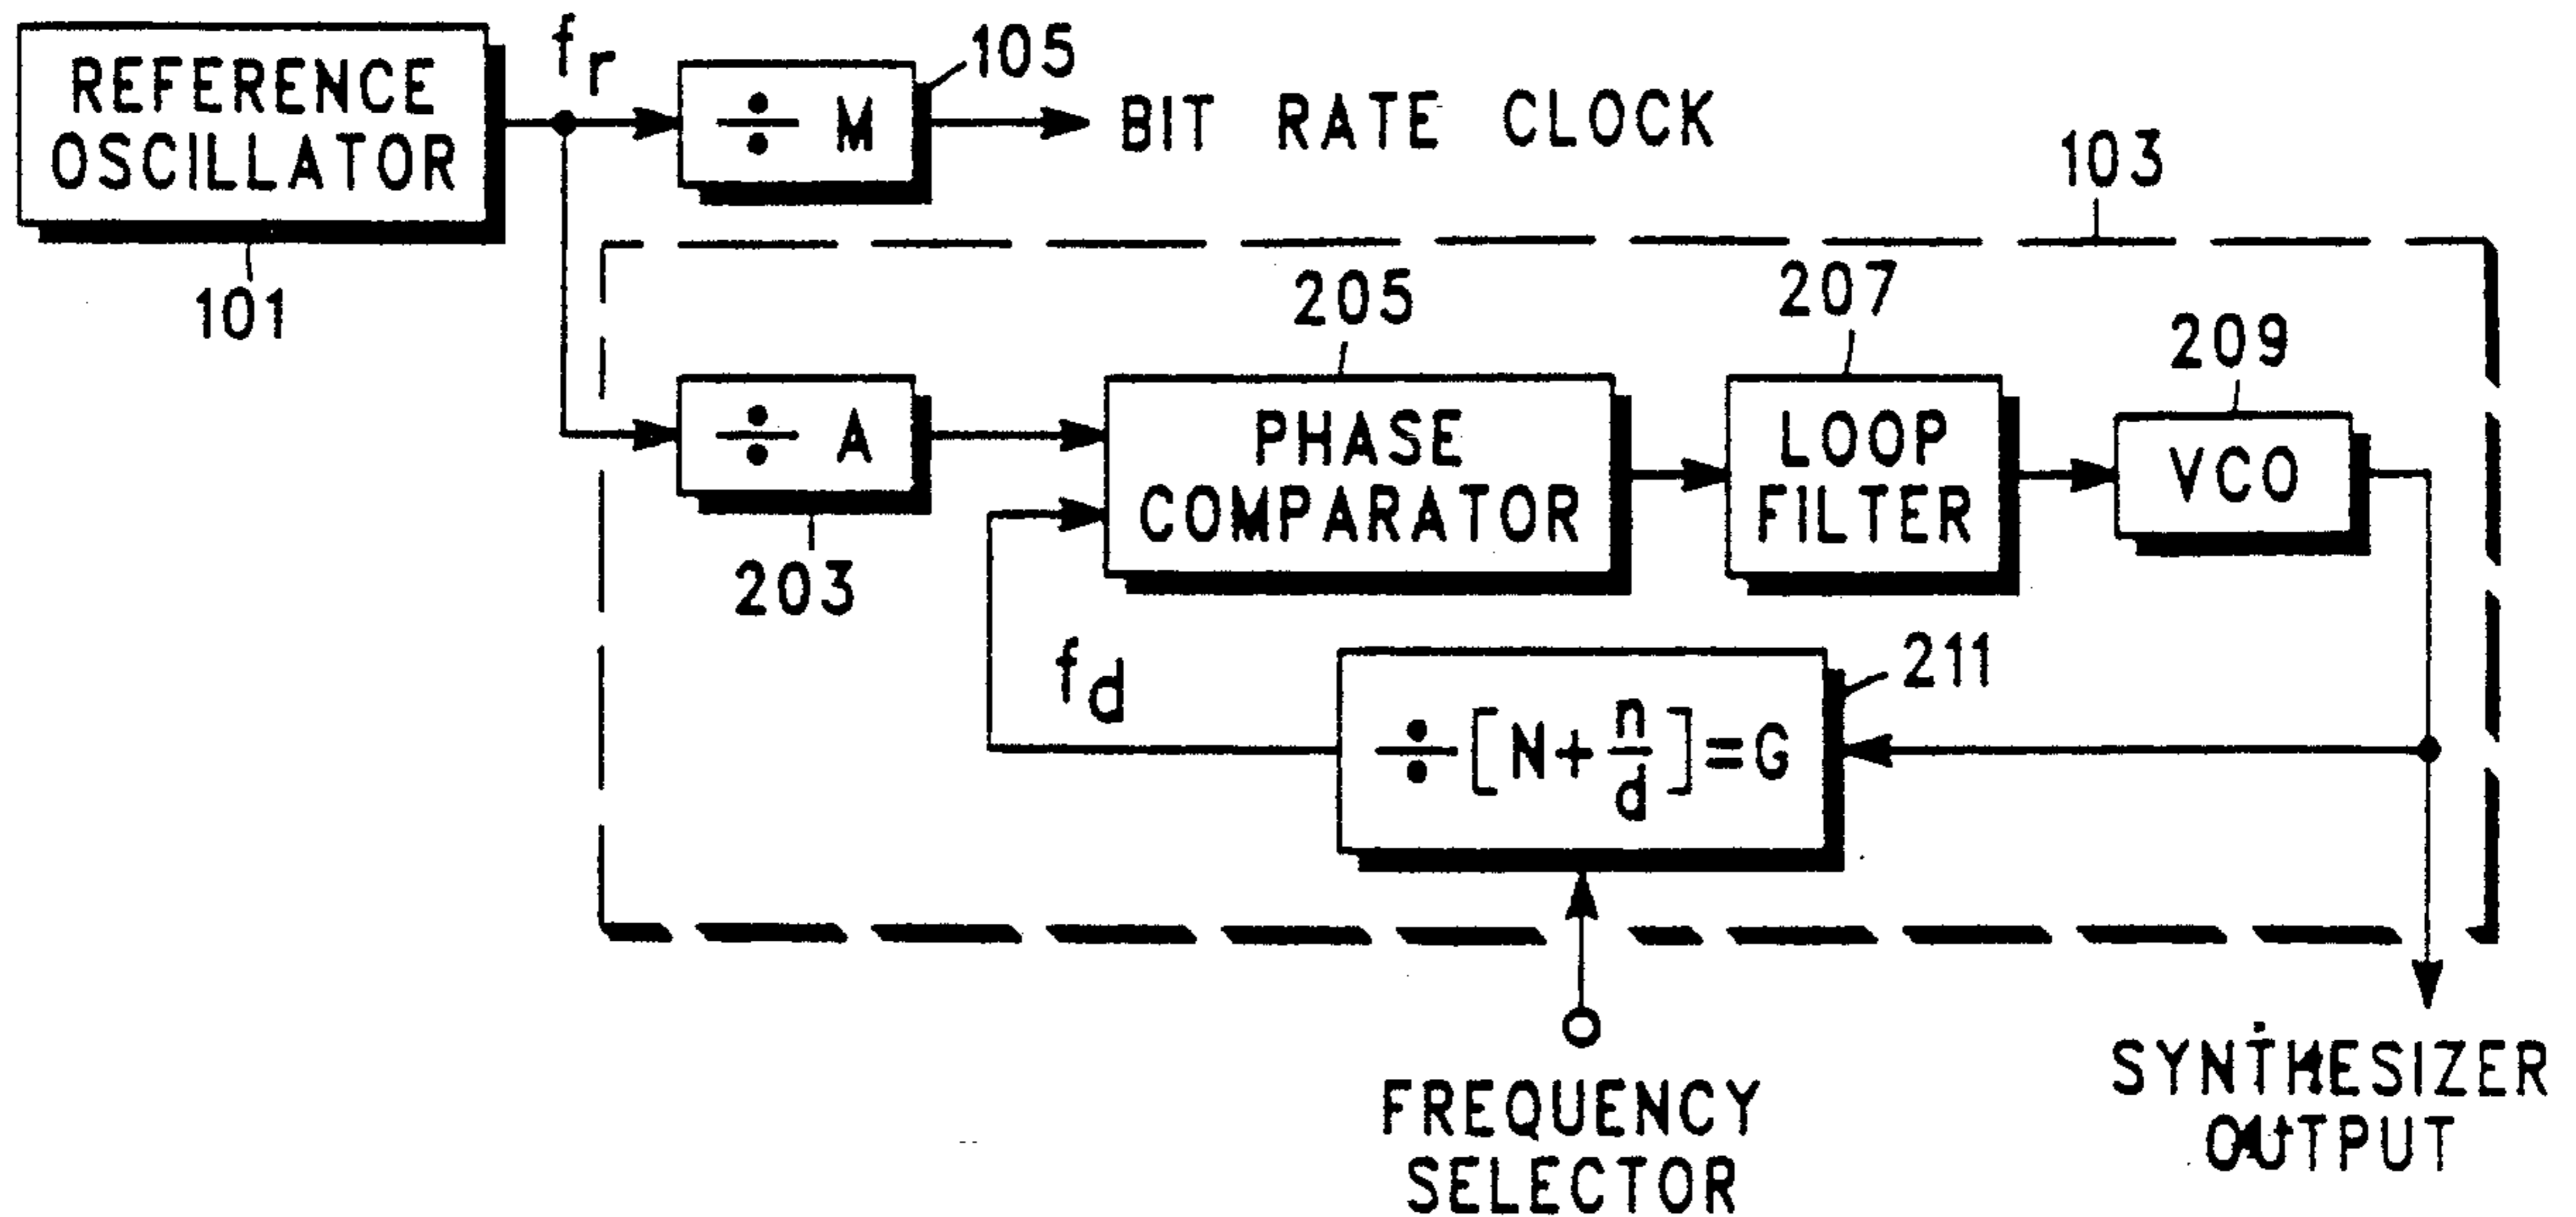 REFERENCE
OSCILLATOR
101
fr
÷ M
105
BIT RATE CLOCK
103
÷ A
203
205
PHASE
COMPARATOR
207
LOOP
FILTER
209
VCO
fd
÷[N+n/d]=G
211
FREQUENCY
SELECTOR
SYNTHESIZER
OUTPUT